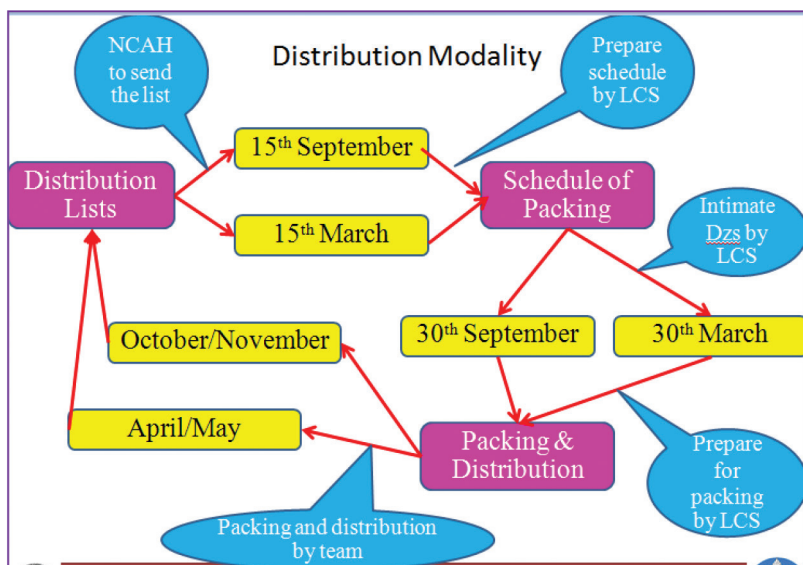 Distribution Modality
NCAH
to send
the list
Prepare
schedule
by LCS
15th September
Distribution
Lists
Schedule of
Packing
15th March
Intimate
Dzs by
LCS
October/November
30th September
30th March
April/May
Packing &
Distribution
Prepare
for
packing
by LCS
Packing and distribution
by team